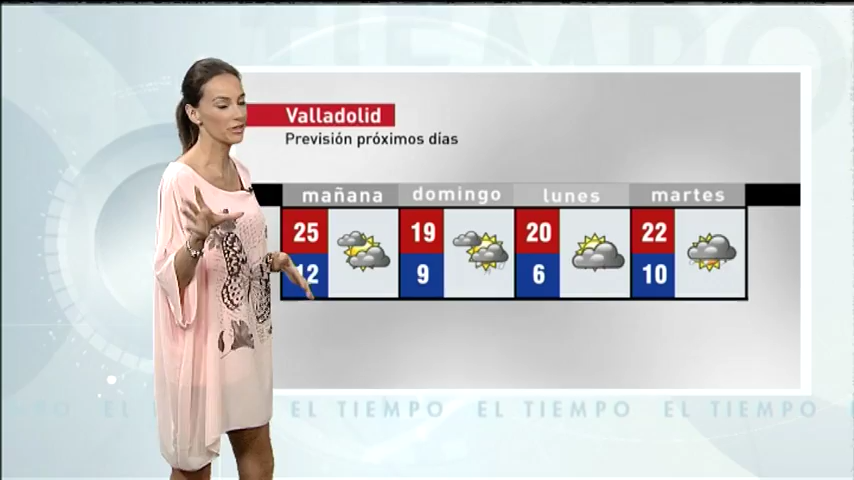 TIEMPO
Valladolid
Previsión próximos días
mañana domingo lunes martes
25 19 20 22
12 9 6 10
EL TIEMPO EL TIEMPO EL TIEMPO